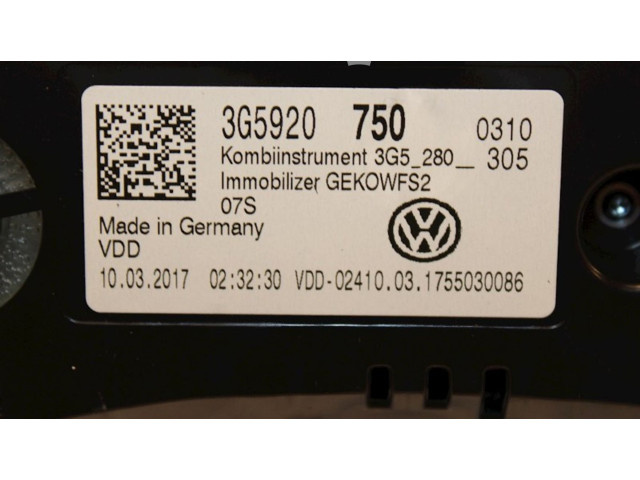 3G5920 750 0310
Kombiinstrument 3G5_280__ 305
Immobilizer GEKOWFS2
07S
Made in Germany
VDD
10.03.2017 02:32:30 VDD-02410.03.1755030086